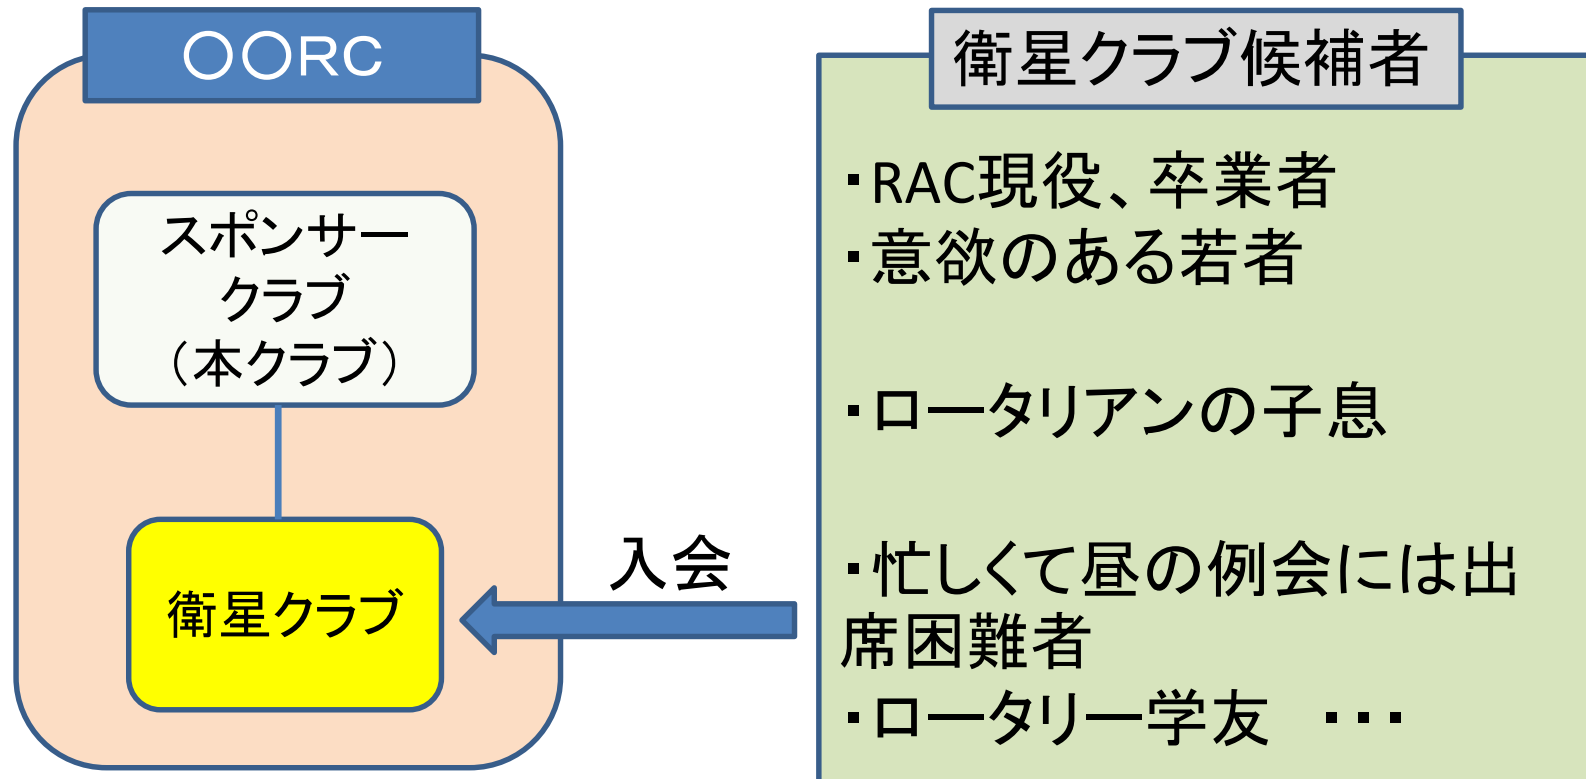 〇〇RC
スポンサー
クラブ
（本クラブ）
衛星クラブ
入会
衛星クラブ候補者
・RAC現役、卒業者
・意欲のある若者
・ロータリアンの子息
・忙しくて昼の例会には出
席困難者
・ロータリー学友　・・・